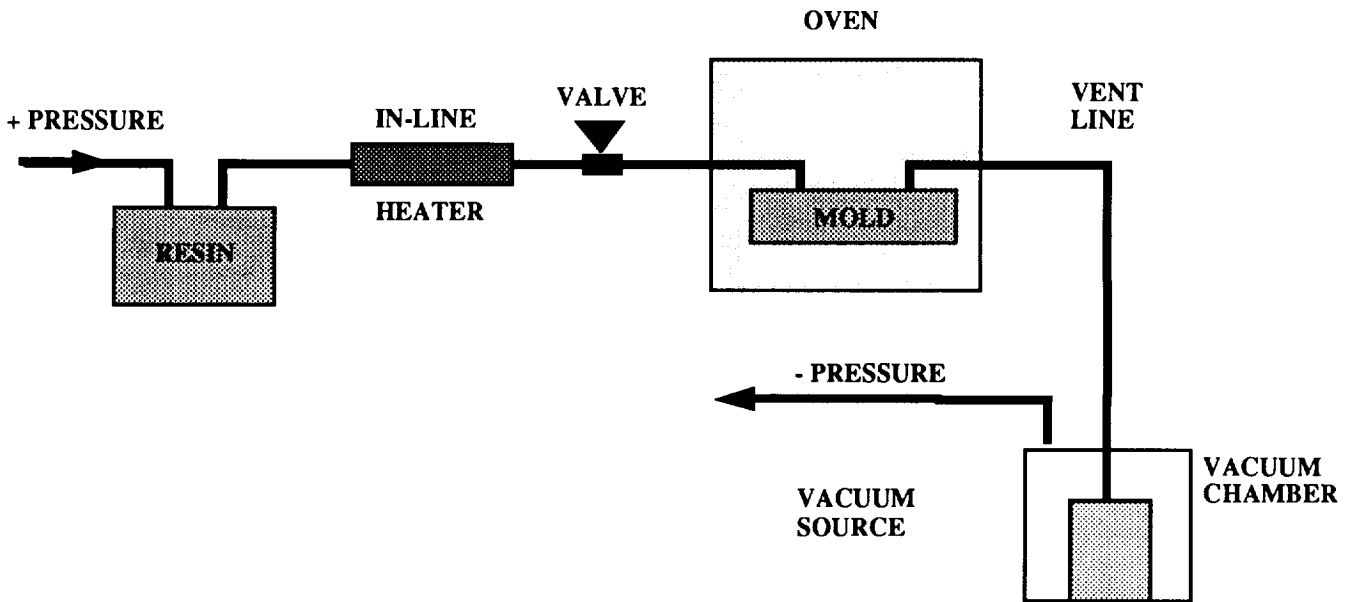 OVEN
+ PRESSURE
IN-LINE
HEATER
VALVE
VENT
LINE
RESIN
MOLD
- PRESSURE
VACUUM
SOURCE
VACUUM
CHAMBER